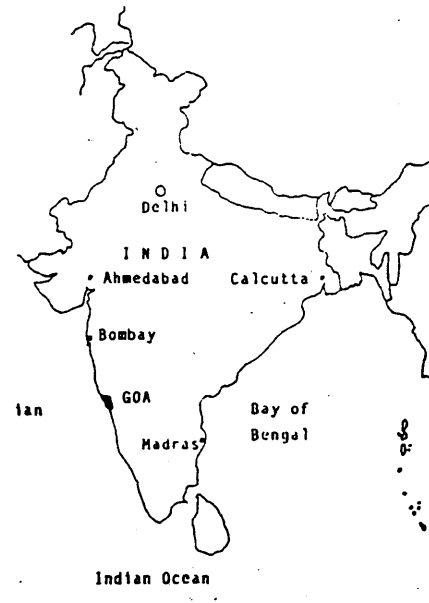 Delhi
I N D I A
Ahmedabad
Calcutta
Bombay
GOA
ian
Bay of
Bengal
Madras
Indian Ocean